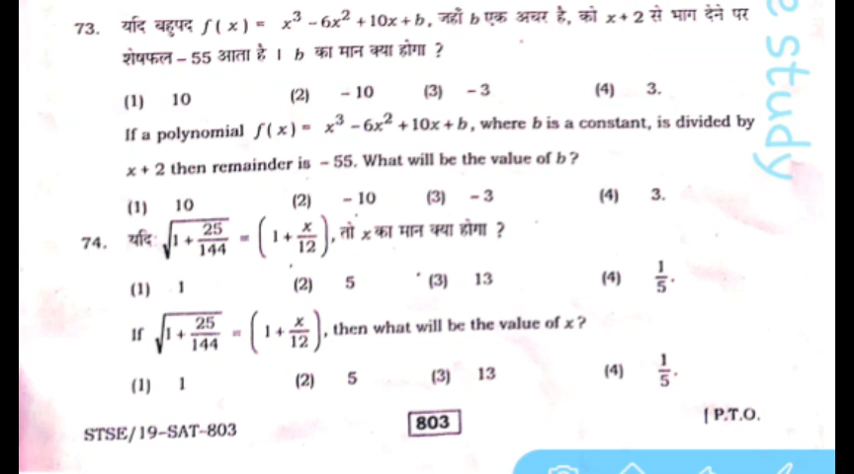 73. यदि बहुपद f ( x ) = x³ – 6x² + 10x + b, जहाँ b एक अचर है, को x + 2 से भाग देने पर
शेषफल – 55 आता है । b का मान क्या होगा ?
(1) 10 (2) – 10 (3) – 3 (4) 3.
If a polynomial f ( x ) = x³ – 6x² + 10x + b, where b is a constant, is divided by
x + 2 then remainder is – 55. What will be the value of b ?
(1) 10 (2) – 10 (3) – 3 (4) 3.
74. यदि √(1 + 25/144) = (1 + x/12), तो x का मान क्या होगा ?
(1) 1 (2) 5 (3) 13 (4) 1/5.
If √(1 + 25/144) = (1 + x/12), then what will be the value of x ?
(1) 1 (2) 5 (3) 13 (4) 1/5.
STSE/19–SAT–803 803 [ P.T.O.
e study